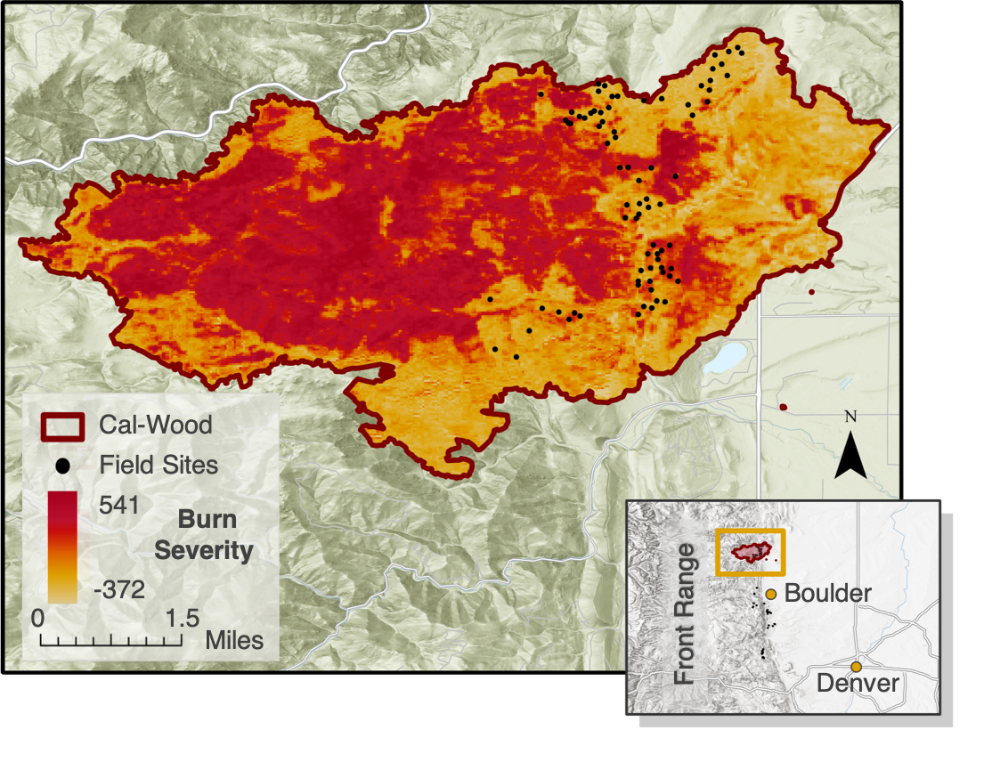 N
Cal-Wood
Field Sites
541
Burn
Severity
-372
0
1.5
Miles
Front Range
Boulder
Denver